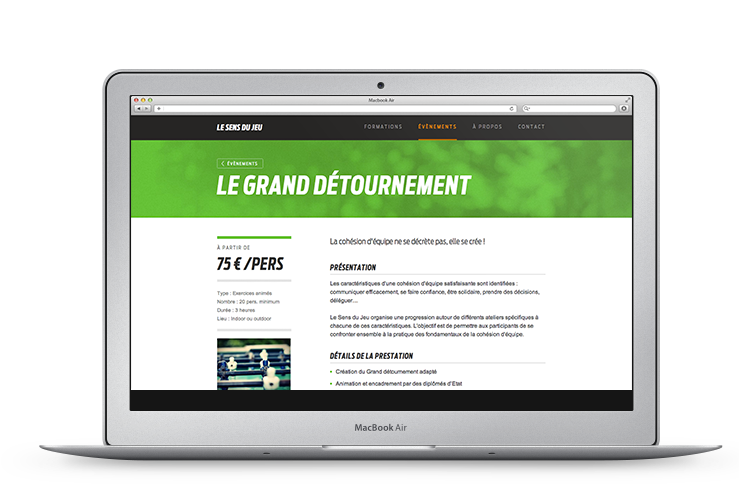 Macbook Air
LE SENS DU JEU
FORMATIONS
ÉVÈNEMENTS
À PROPOS
CONTACT
ÉVÈNEMENTS
LE GRAND DÉTOURNEMENT
À PARTIR DE
75 € /PERS
Type : Exercices animés
Nombre : 20 pers. minimum
Durée : 3 heures
Lieu : Indoor ou outdoor
La cohésion d'équipe ne se décrète pas, elle se crée !
PRÉSENTATION
Les caractéristiques d'une cohésion d'équipe satisfaisante sont identifiées :
communiquer efficacement, se faire confiance, être solidaire, prendre des décisions,
déléguer…
Le Sens du Jeu organise une progression autour de différents ateliers spécifiques à
chacune de ces caractéristiques. L'objectif est de permettre aux participants de se
confronter ensemble à la pratique des fondamentaux de la cohésion d'équipe.
DÉTAILS DE LA PRESTATION
Création du Grand détournement adapté
Animation et encadrement par des diplômés d'Etat
MacBook Air